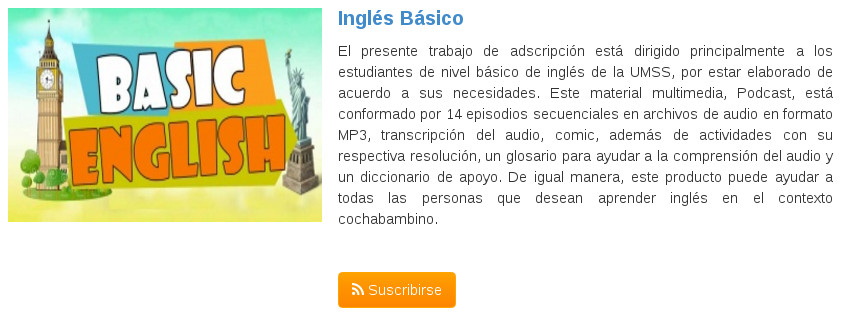 BASIC
ENGLISH
Inglés Básico
El presente trabajo de adscripción está dirigido principalmente a los
estudiantes de nivel básico de inglés de la UMSS, por estar elaborado de
acuerdo a sus necesidades. Este material multimedia, Podcast, está
conformado por 14 episodios secuenciales en archivos de audio en formato
MP3, transcripción del audio, comic, además de actividades con su
respectiva resolución, un glosario para ayudar a la comprensión del audio y
un diccionario de apoyo. De igual manera, este producto puede ayudar a
todas las personas que desean aprender inglés en el contexto
cochabambino.
Suscribirse